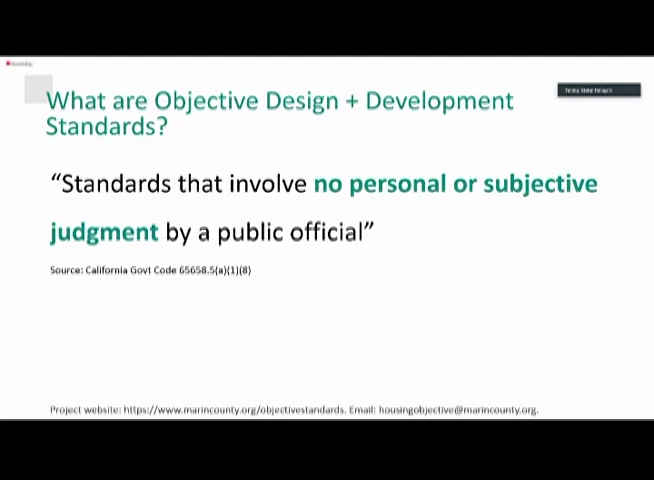 What are Objective Design + Development
Standards?
“Standards that involve no personal or subjective
judgment by a public official”
Source: California Govt Code 65658.5(a)(1)(8)
Project website: https://www.marincounty.org/objectivestandards. Email: housingobjective@marincounty.org.